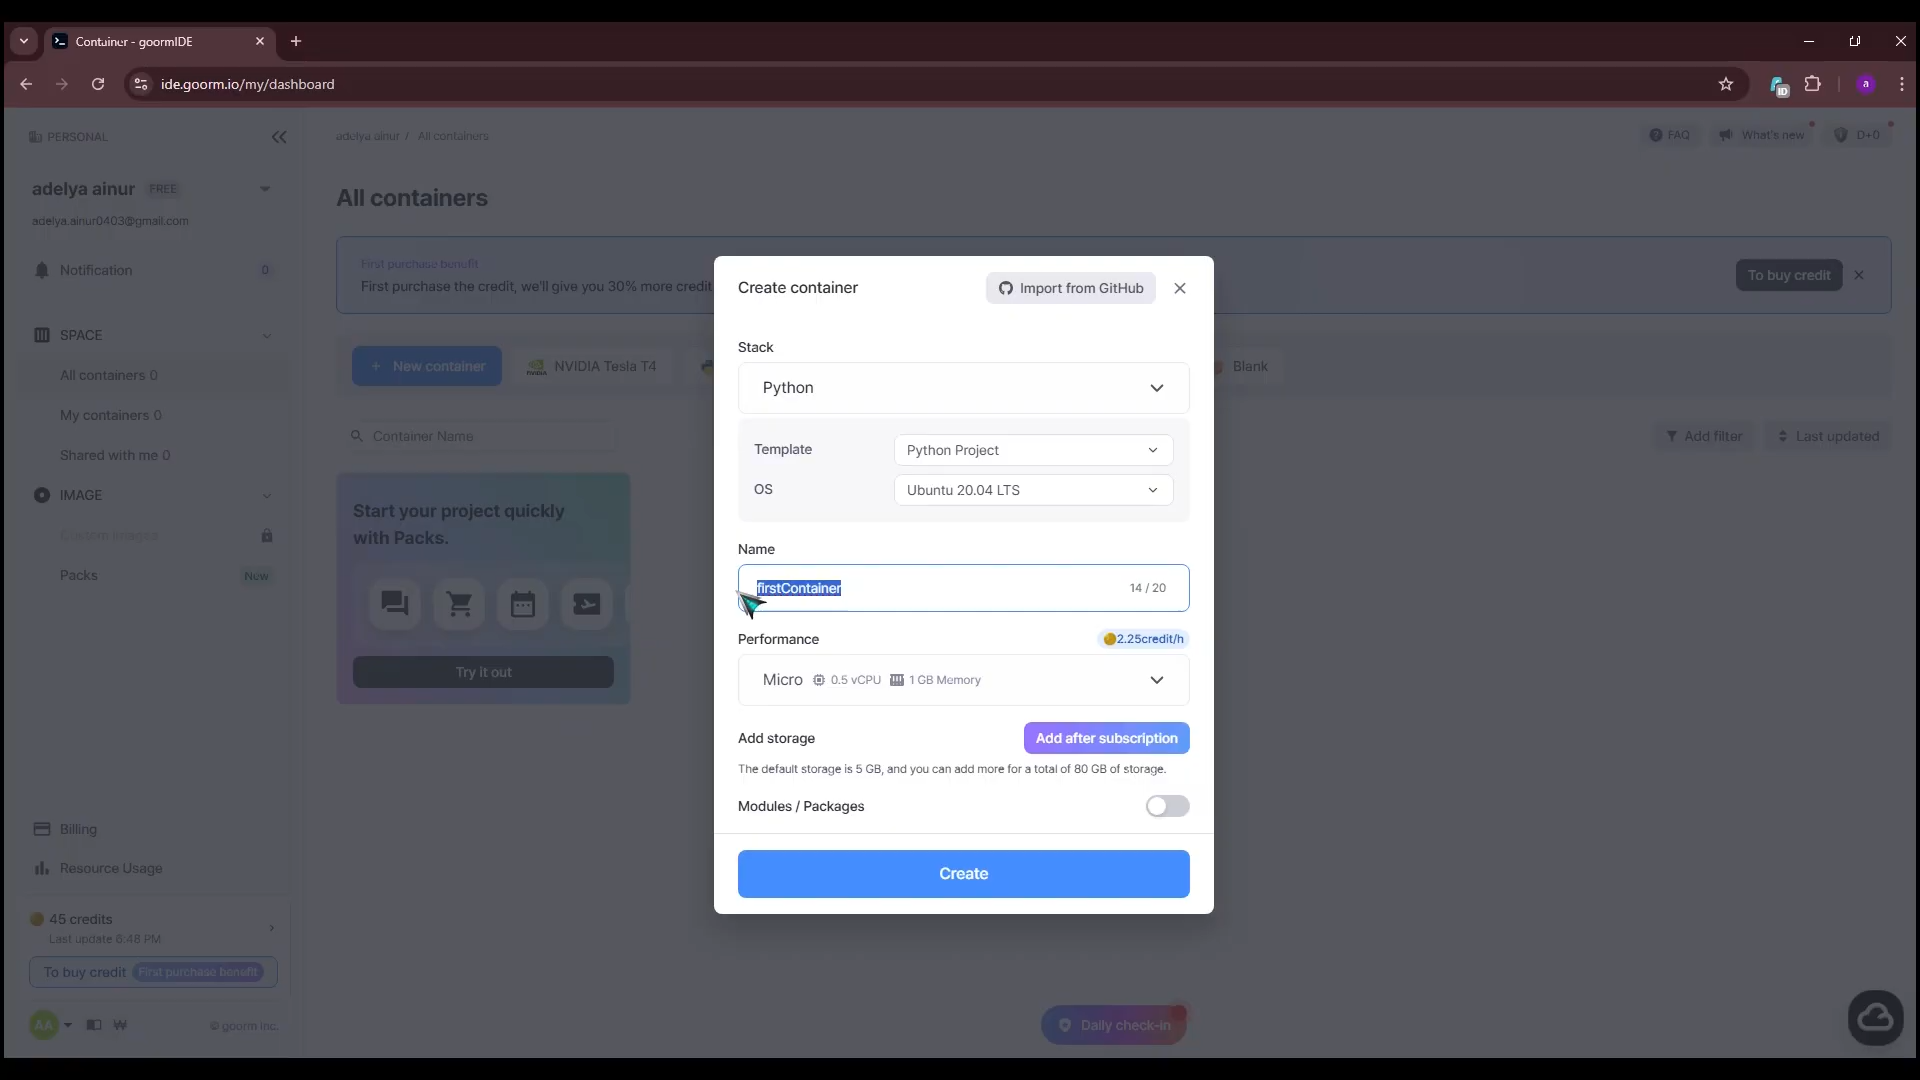 Container - goormIDE
ide.goorm.io/my/dashboard
ID
a
PERSONAL
adelya ainur FREE
adelya.ainur0403@gmail.com
Notification 0
SPACE
All containers 0
My containers 0
Shared with me 0
IMAGE
Custom images
Packs New
Billing
Resource Usage
45 credits
Last update 6:48 PM
To buy credit First purchase benefit
AA
© goorm Inc.
adelya ainur / All containers
FAQ
What's new
D+0
All containers
First purchase benefit
First purchase the credit, we'll give you 30% more credit
To buy credit
+ New container
NVIDIA Tesla T4
Blank
Container Name
Add filter
Last updated
Start your project quickly
with Packs.
Try it out
Create container
Import from GitHub
Stack
Python
Template Python Project
OS Ubuntu 20.04 LTS
Name
firstContainer 14 / 20
Performance 2.25credit/h
Micro 0.5 vCPU 1 GB Memory
Add storage Add after subscription
The default storage is 5 GB, and you can add more for a total of 80 GB of storage.
Modules / Packages
Create
Daily check-in